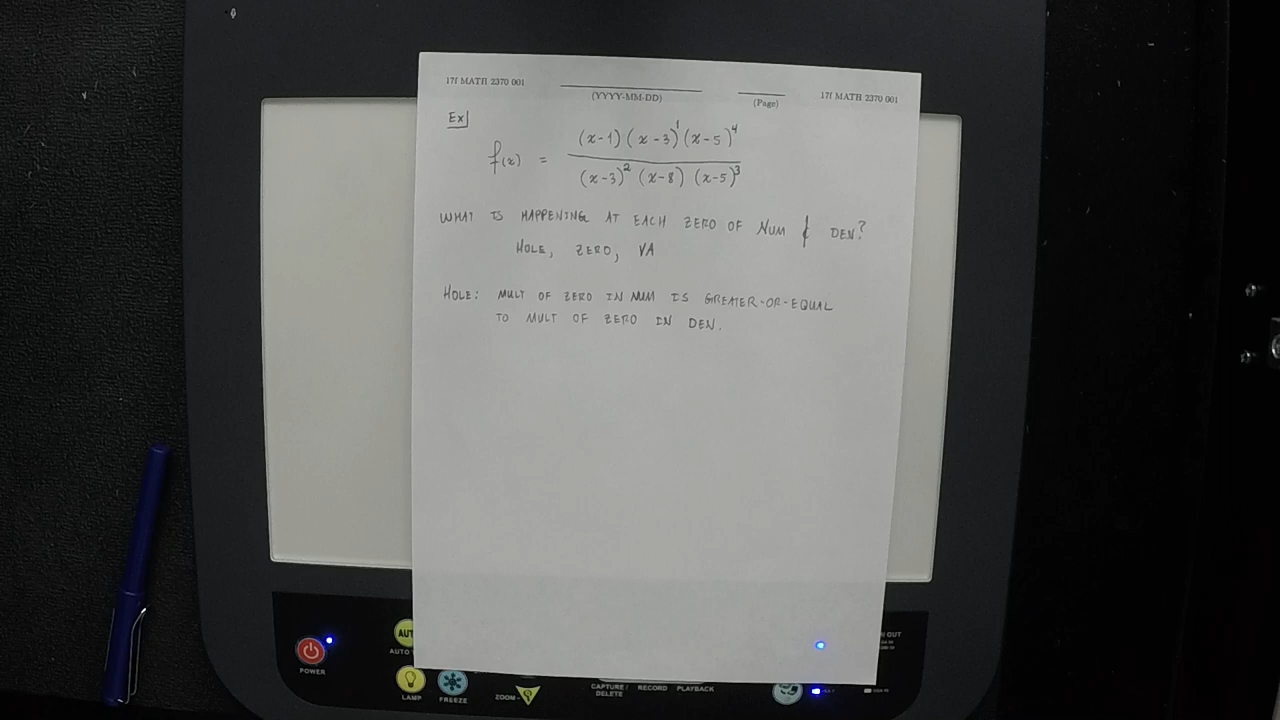 17f MATH 2370 001 (YYYY-MM-DD) (Page) 17f MATH 2370 001
Ex
f(x) = (x-1)(x-3)^1(x-5)^4 / (x-3)^2 (x-8) (x-5)^3
WHAT IS HAPPENING AT EACH ZERO OF NUM & DEN?
HOLE, ZERO, VA
HOLE: MULT OF ZERO IN NUM IS GREATER-OR-EQUAL
TO MULT OF ZERO IN DEN.
POWER
AUT
AUTO
LAMP
FREEZE
ZOOM
CAPTURE / DELETE
RECORD
PLAYBACK
OUT